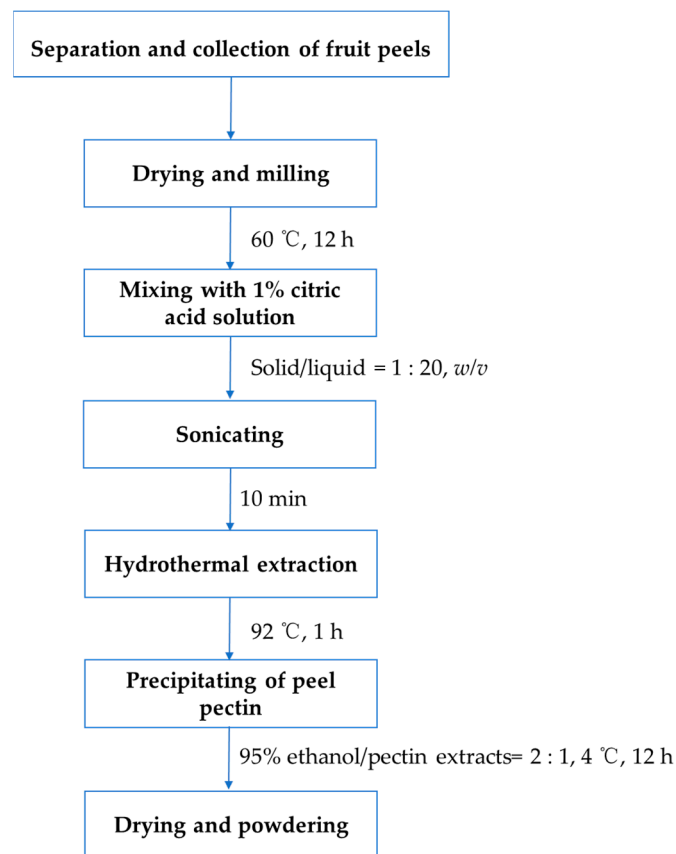 Separation and collection of fruit peels
Drying and milling
60 ℃, 12 h
Mixing with 1% citric
acid solution
Solid/liquid = 1 : 20, w/v
Sonicating
10 min
Hydrothermal extraction
92 ℃, 1 h
Precipitating of peel
pectin
95% ethanol/pectin extracts= 2 : 1, 4 ℃, 12 h
Drying and powdering